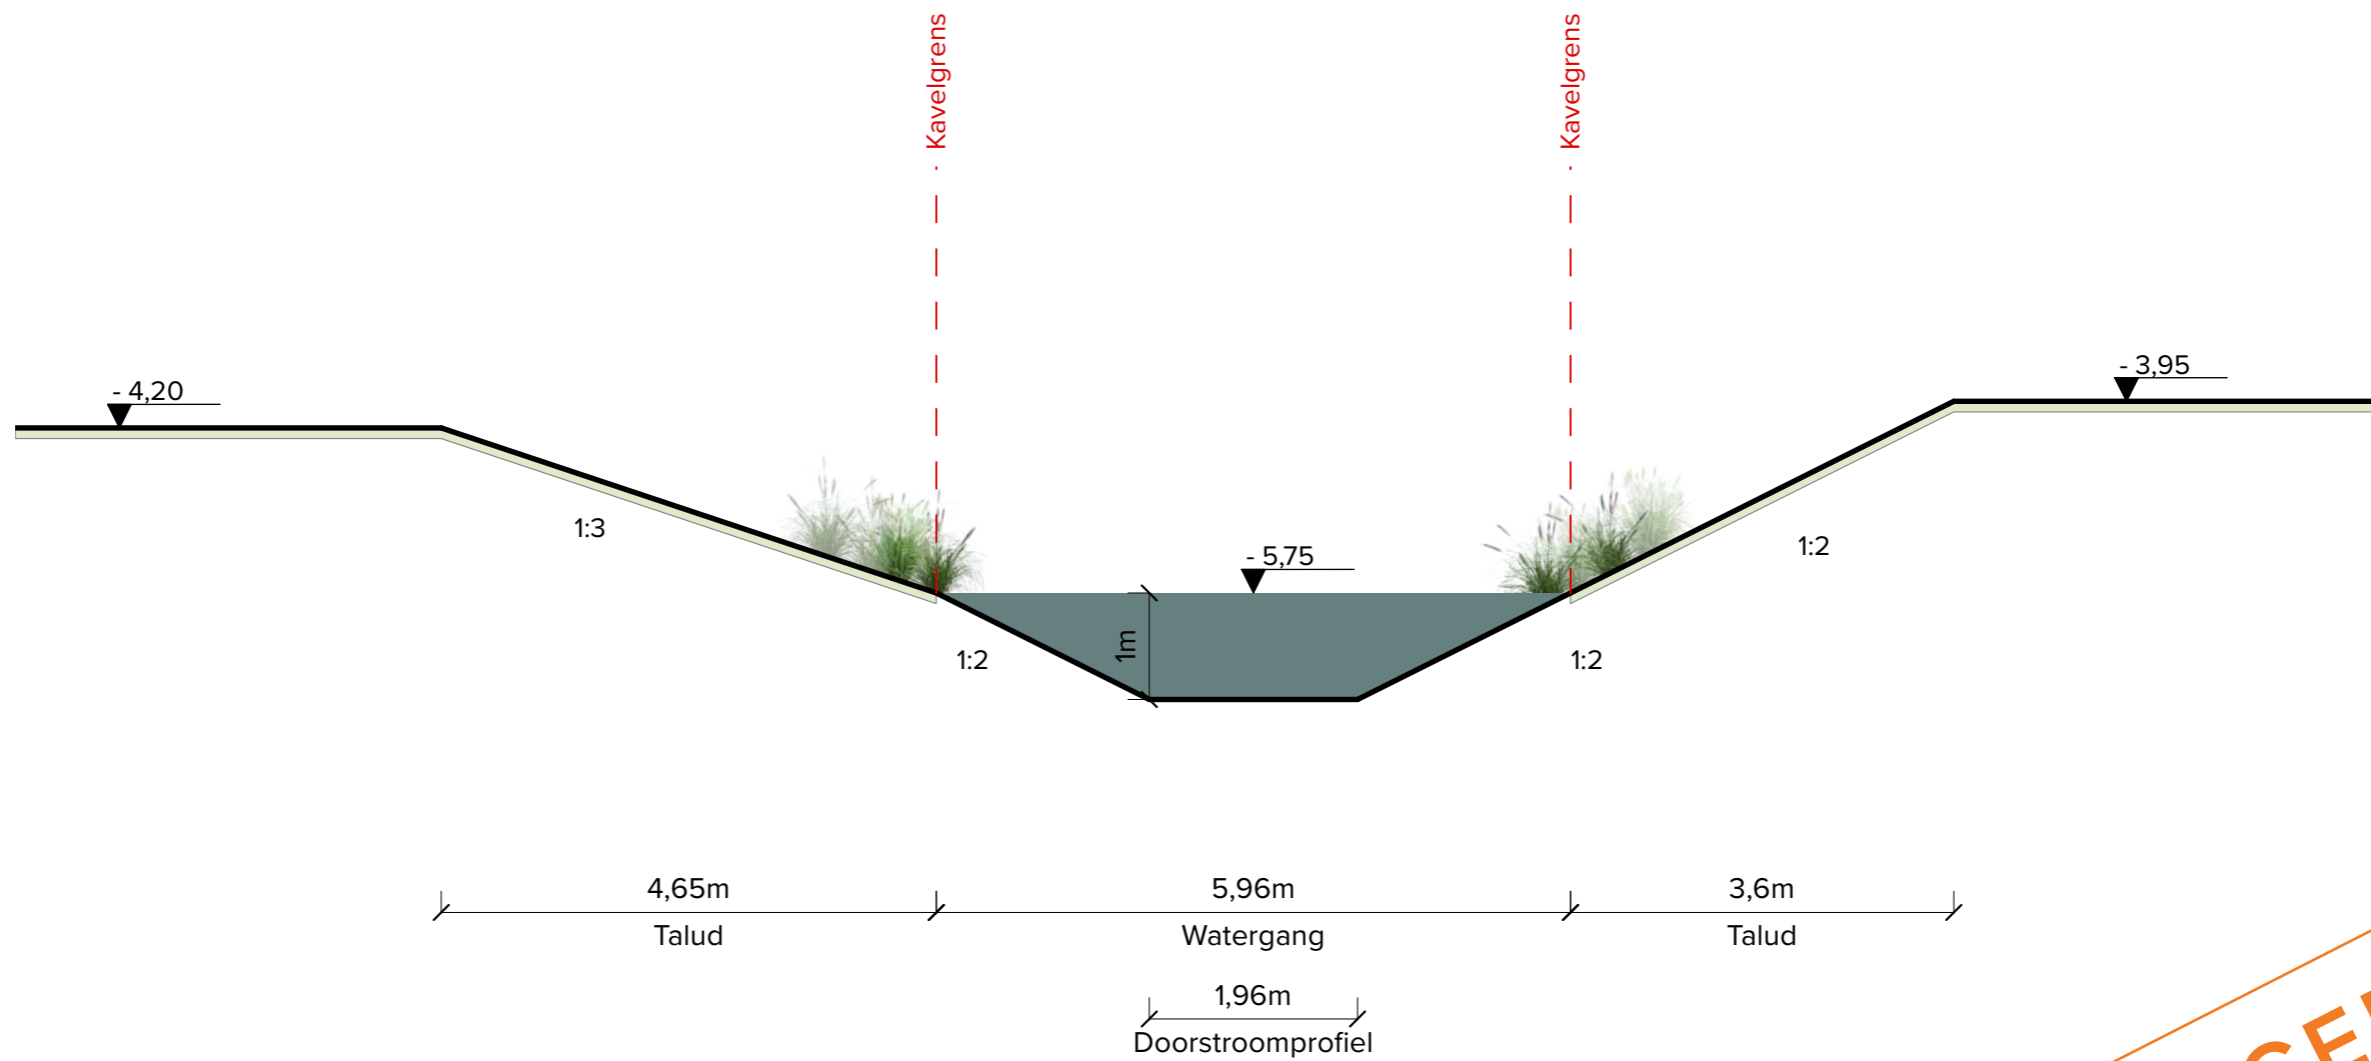 Kavelgrens
Kavelgrens
- 4,20
- 3,95
1:3
1:2
- 5,75
1m
1:2
1:2
4,65m
5,96m
3,6m
Talud
Watergang
Talud
1,96m
Doorstroomprofiel